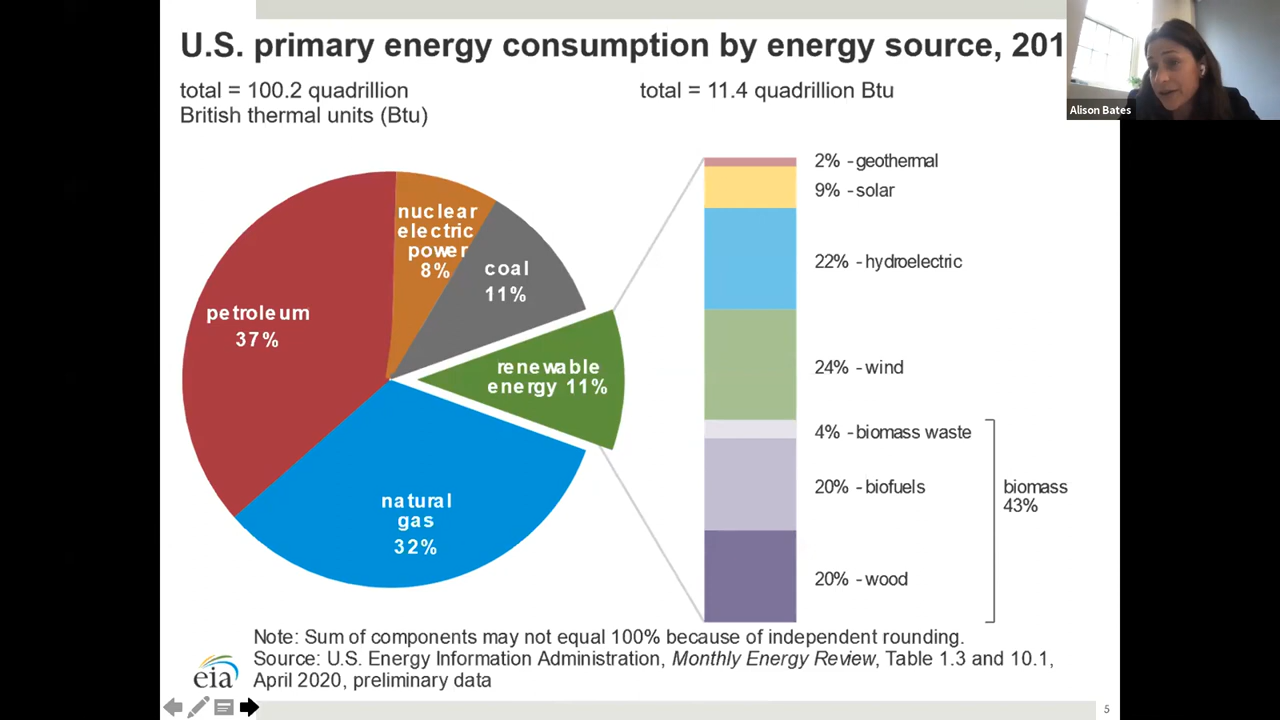 U.S. primary energy consumption by energy source, 201
total = 100.2 quadrillion
British thermal units (Btu)
total = 11.4 quadrillion Btu
Alison Bates
nuclear
electric
power
8%
coal
11%
petroleum
37%
renewable
energy 11%
natural
gas
32%
2% - geothermal
9% - solar
22% - hydroelectric
24% - wind
4% - biomass waste
20% - biofuels
20% - wood
biomass
43%
Note: Sum of components may not equal 100% because of independent rounding.
Source: U.S. Energy Information Administration, Monthly Energy Review, Table 1.3 and 10.1,
April 2020, preliminary data
eia
5